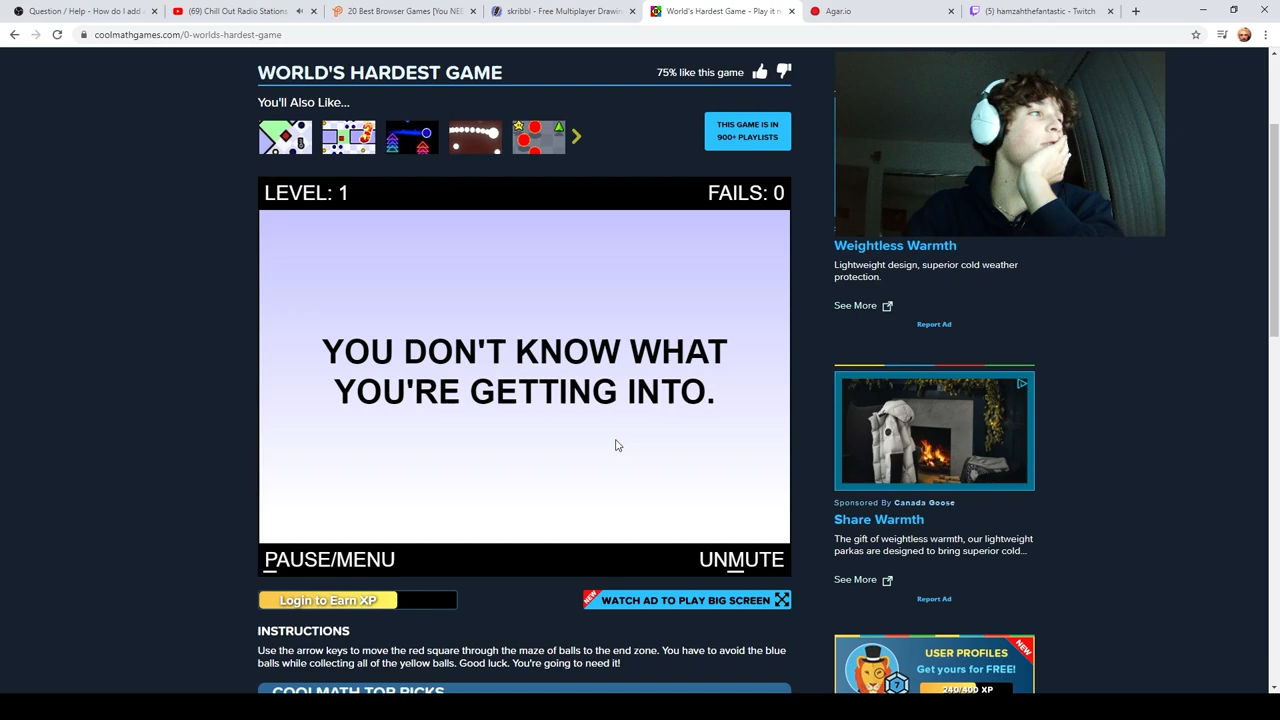 Question / Help - How do I add a
(69) Chill Out Radio Stations
20 Best Browser Games [You NEE
skribbl - Free Multiplayer Drawin
World's Hardest Game - Play it n
Agar.io
(5) hamzahthefantastic - Twitch
coolmathgames.com/0-worlds-hardest-game
WORLD'S HARDEST GAME
75% like this game
You'll Also Like...
THIS GAME IS IN
900+ PLAYLISTS
3
LEVEL: 1
FAILS: 0
YOU DON'T KNOW WHAT
YOU'RE GETTING INTO.
PAUSE/MENU
UNMUTE
Login to Earn XP
NEW
WATCH AD TO PLAY BIG SCREEN
INSTRUCTIONS
Use the arrow keys to move the red square through the maze of balls to the end zone. You have to avoid the blue
balls while collecting all of the yellow balls. Good luck. You're going to need it!
COOLMATH TOP PICKS
Weightless Warmth
Lightweight design, superior cold weather
protection.
See More
Report Ad
Sponsored By Canada Goose
Share Warmth
The gift of weightless warmth, our lightweight
parkas are designed to bring superior cold...
See More
Report Ad
NEW
USER PROFILES
Get yours for FREE!
7
240/400 XP